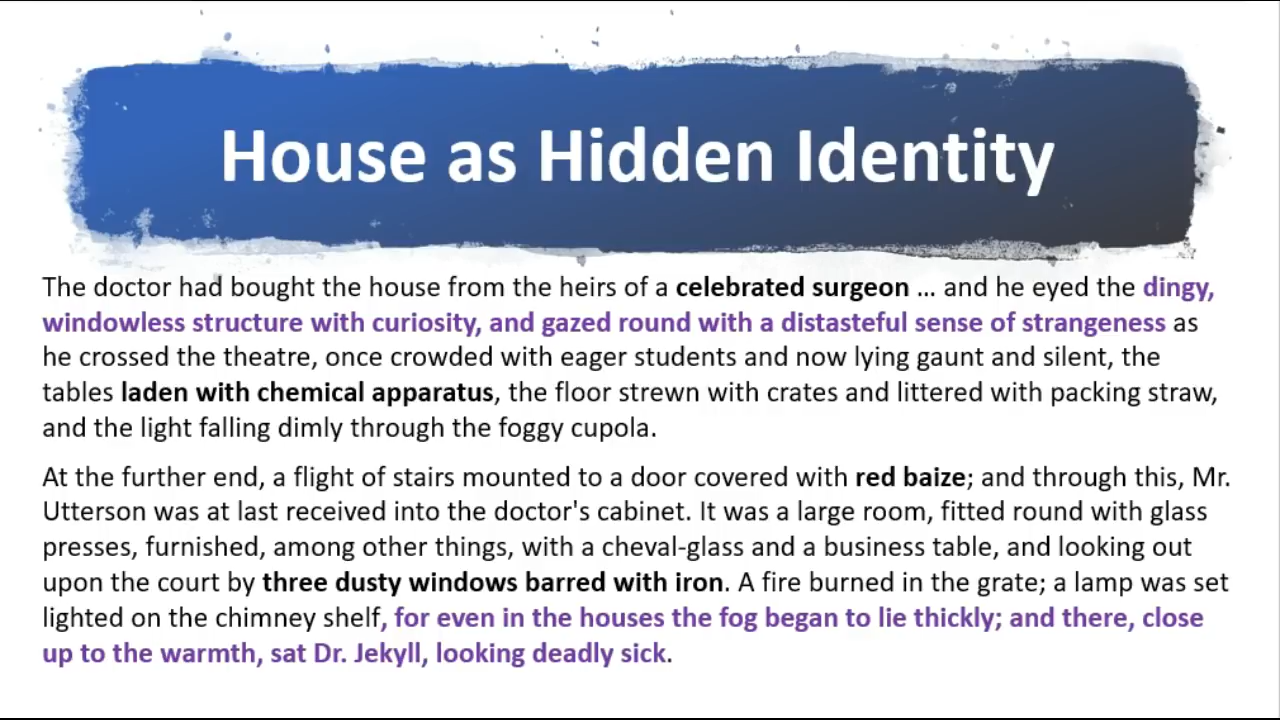 House as Hidden Identity
The doctor had bought the house from the heirs of a celebrated surgeon … and he eyed the dingy,
windowless structure with curiosity, and gazed round with a distasteful sense of strangeness as
he crossed the theatre, once crowded with eager students and now lying gaunt and silent, the
tables laden with chemical apparatus, the floor strewn with crates and littered with packing straw,
and the light falling dimly through the foggy cupola.
At the further end, a flight of stairs mounted to a door covered with red baize; and through this, Mr.
Utterson was at last received into the doctor's cabinet. It was a large room, fitted round with glass
presses, furnished, among other things, with a cheval-glass and a business table, and looking out
upon the court by three dusty windows barred with iron. A fire burned in the grate; a lamp was set
lighted on the chimney shelf, for even in the houses the fog began to lie thickly; and there, close
up to the warmth, sat Dr. Jekyll, looking deadly sick.